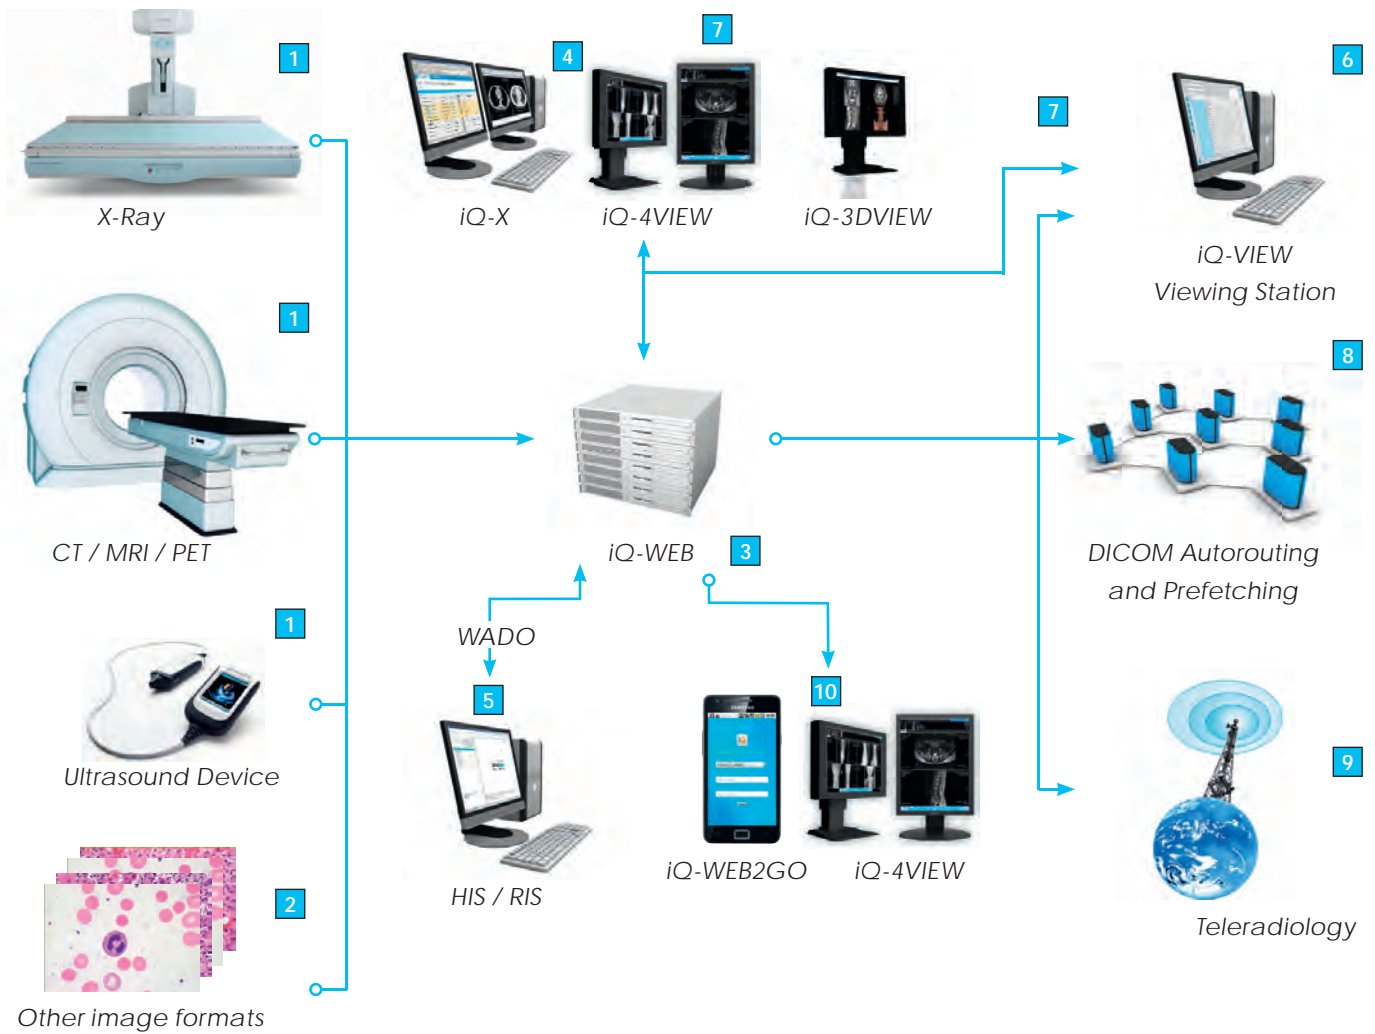 1
X-Ray
4
7
iQ-X
iQ-4VIEW
iQ-3DVIEW
7
6
iQ-VIEW
Viewing Station
1
CT / MRI / PET
iQ-WEB
3
8
DICOM Autorouting
and Prefetching
1
Ultrasound Device
WADO
5
HIS / RIS
10
iQ-WEB2GO
iQ-4VIEW
9
Teleradiology
2
Other image formats